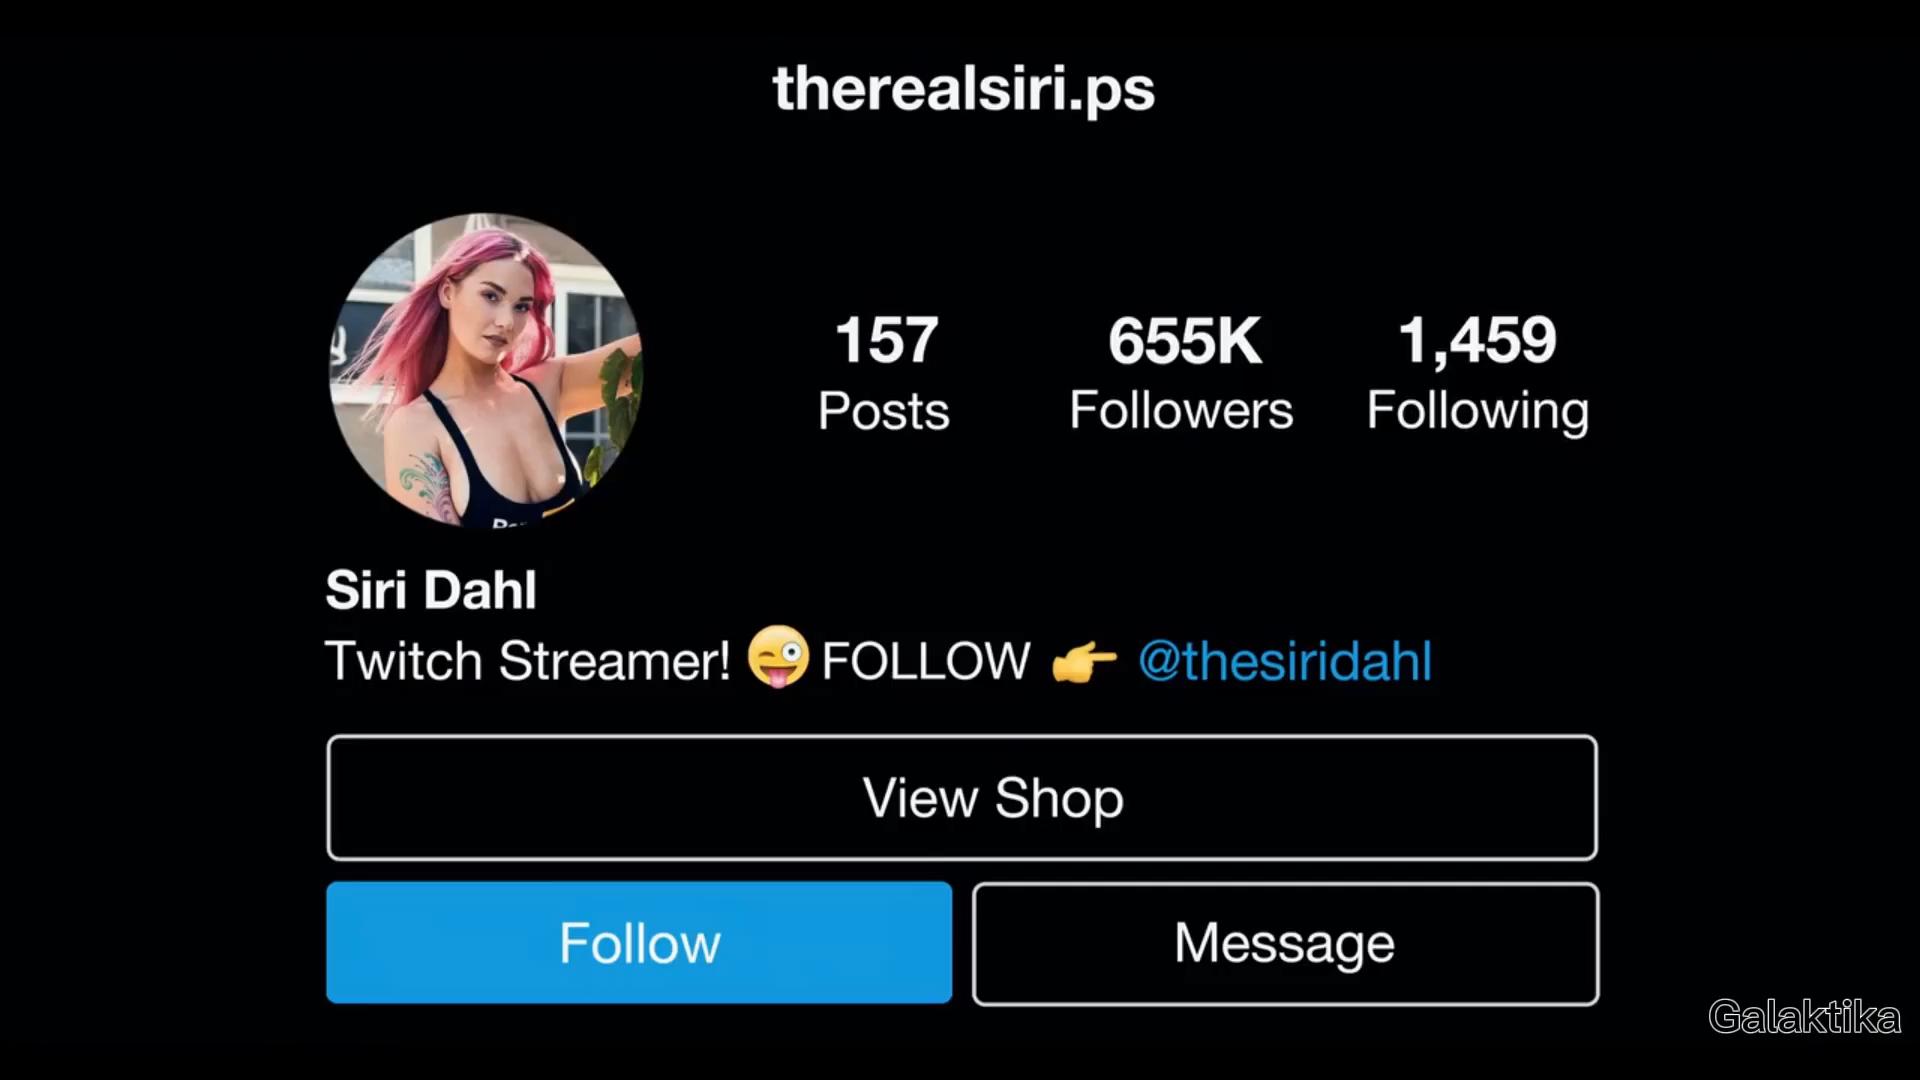 therealsiri.ps
157 655K 1,459
Posts Followers Following
Siri Dahl
Twitch Streamer! 😜 FOLLOW 👉 @thesiridahl
View Shop
Follow Message
Galaktika